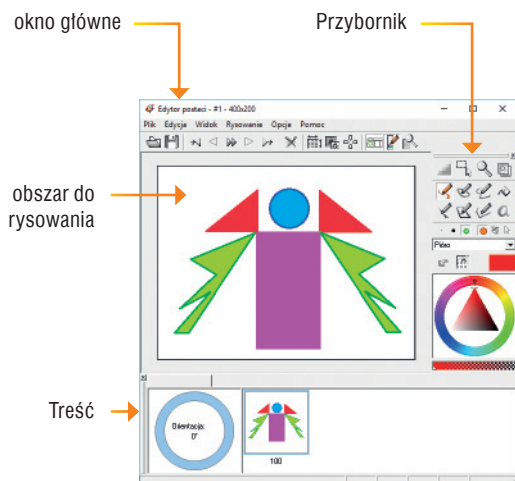 okno główne
Przybornik
Edytor postaci - #1 - 400x200
Plik Edycja Widok Rysowanie Opcje Pomoc
obszar do
rysowania
Pióro
Treść
Orientacja:
0°
100